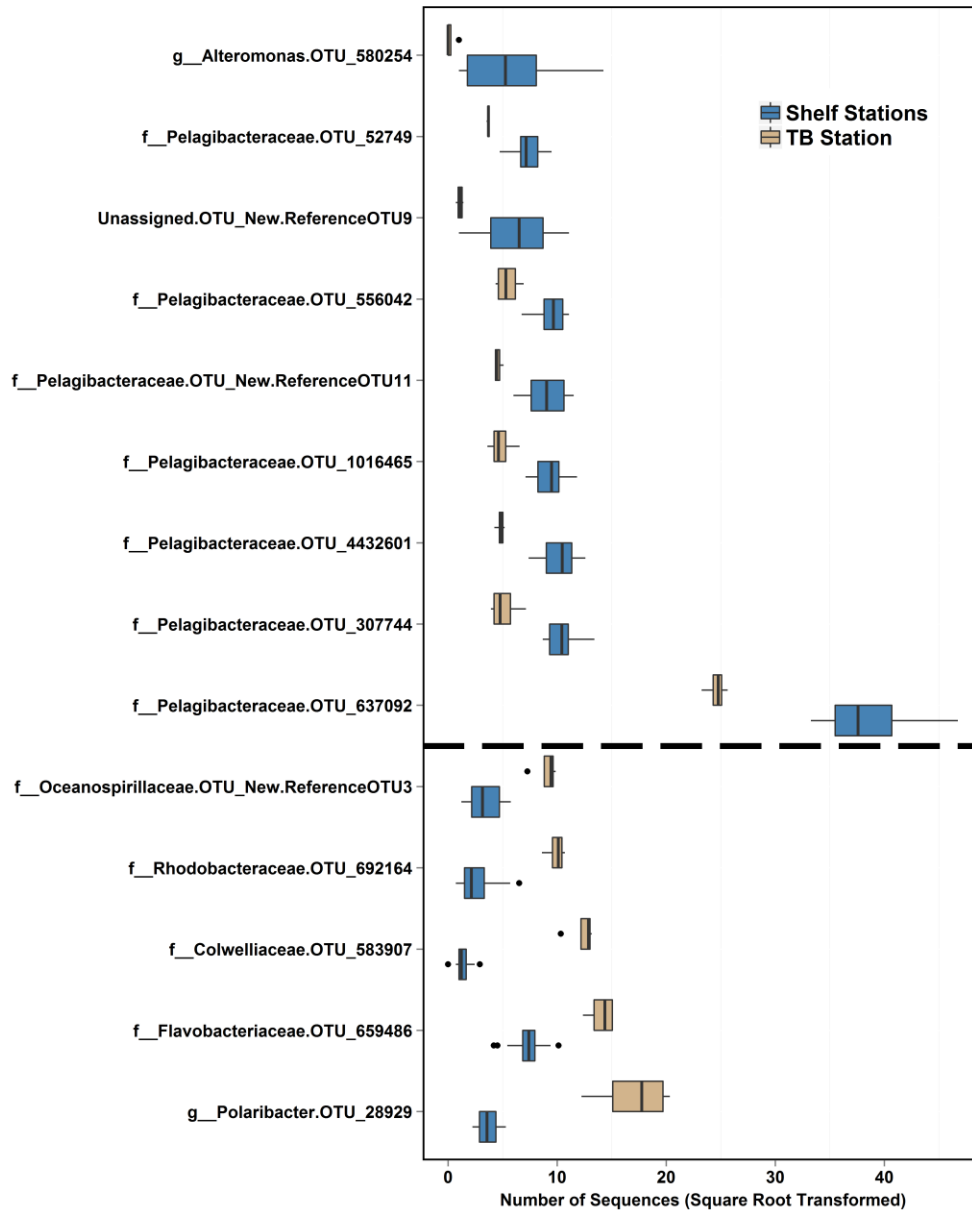 g__Alteromonas.OTU_580254
f__Pelagibacteraceae.OTU_52749
Unassigned.OTU_New.ReferenceOTU9
f__Pelagibacteraceae.OTU_556042
f__Pelagibacteraceae.OTU_New.ReferenceOTU11
f__Pelagibacteraceae.OTU_1016465
f__Pelagibacteraceae.OTU_4432601
f__Pelagibacteraceae.OTU_307744
f__Pelagibacteraceae.OTU_637092
f__Oceanospirillaceae.OTU_New.ReferenceOTU3
f__Rhodobacteraceae.OTU_692164
f__Colwelliaceae.OTU_583907
f__Flavobacteriaceae.OTU_659486
g__Polaribacter.OTU_28929
Shelf Stations
TB Station
0 10 20 30 40
Number of Sequences (Square Root Transformed)